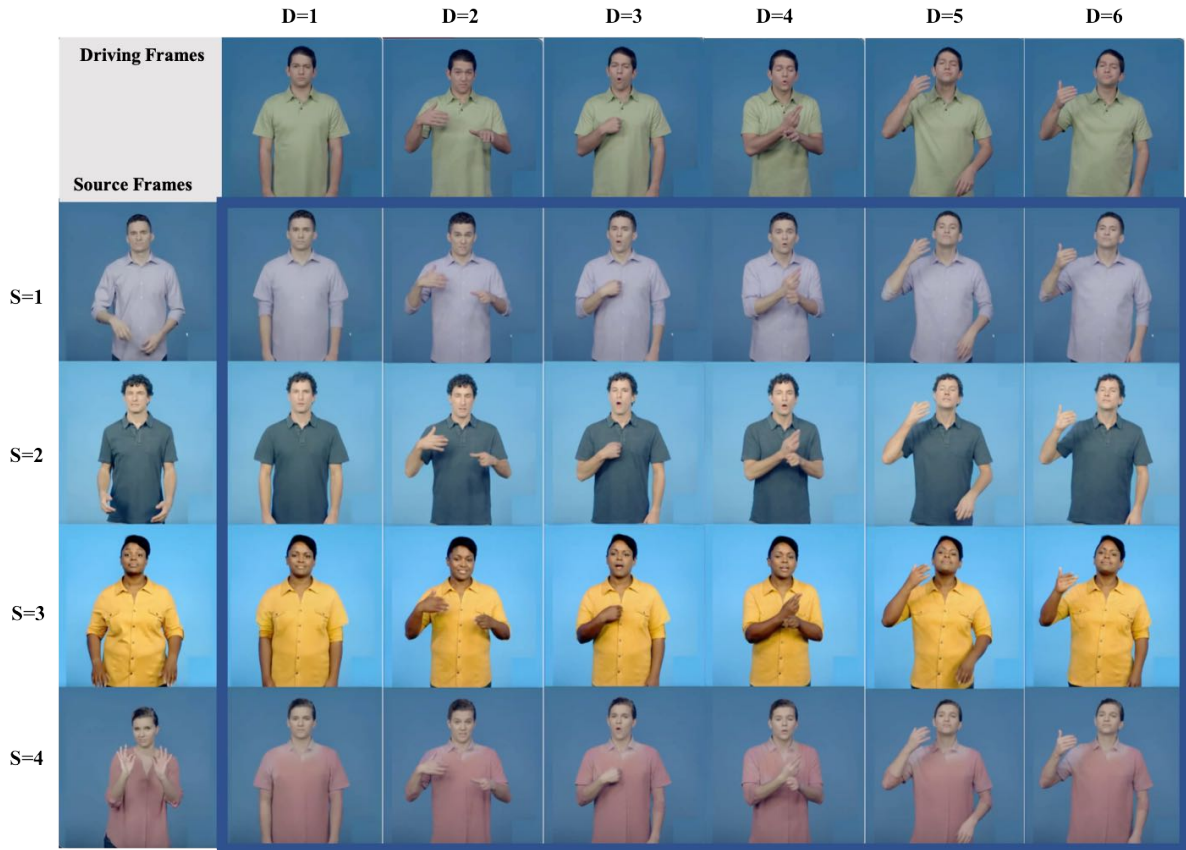 D=1 D=2 D=3 D=4 D=5 D=6
Driving Frames
Source Frames
S=1
S=2
S=3
S=4